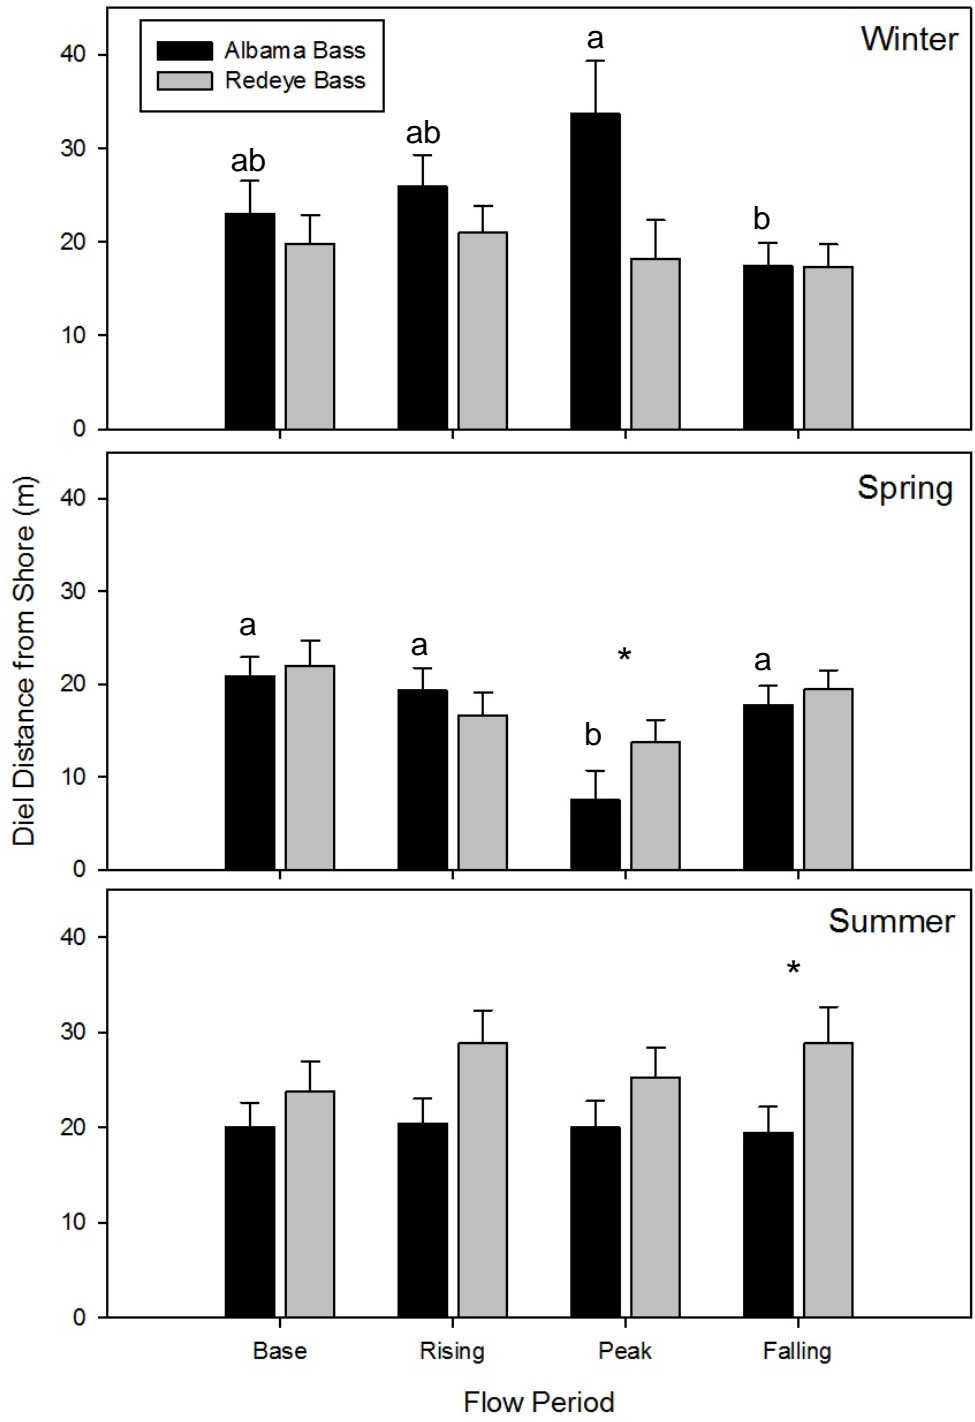 Winter
Albama Bass
Redeye Bass
40
30
20
10
0
ab
ab
a
b
Spring
40
30
20
10
0
a
a
*
b
a
Diel Distance from Shore (m)
Summer
40
30
20
10
0
*
Base Rising Peak Falling
Flow Period